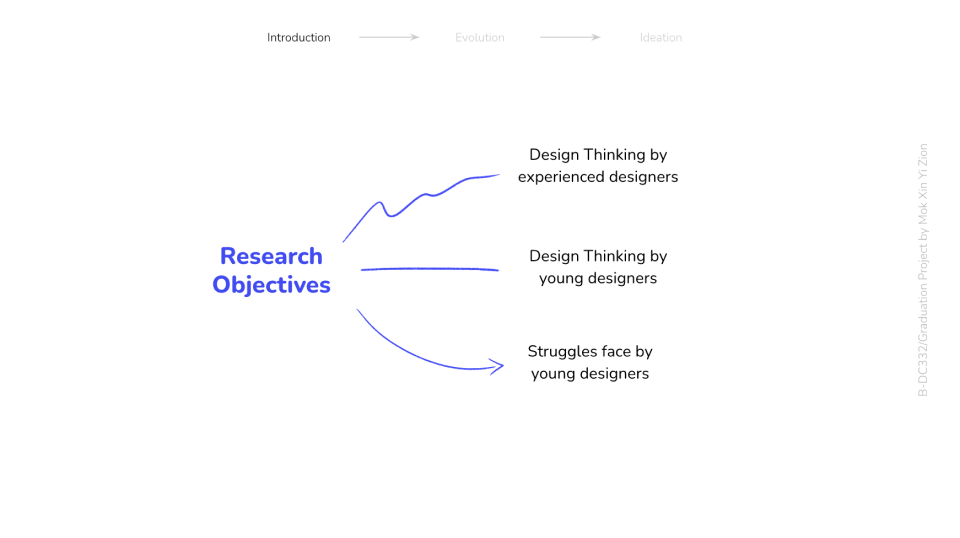 Introduction
Evolution
Ideation
Design Thinking by
experienced designers
Research
Objectives
Design Thinking by
young designers
Struggles face by
young designers
B-DC332/Graduation Project by Mok Xin Yi Zion